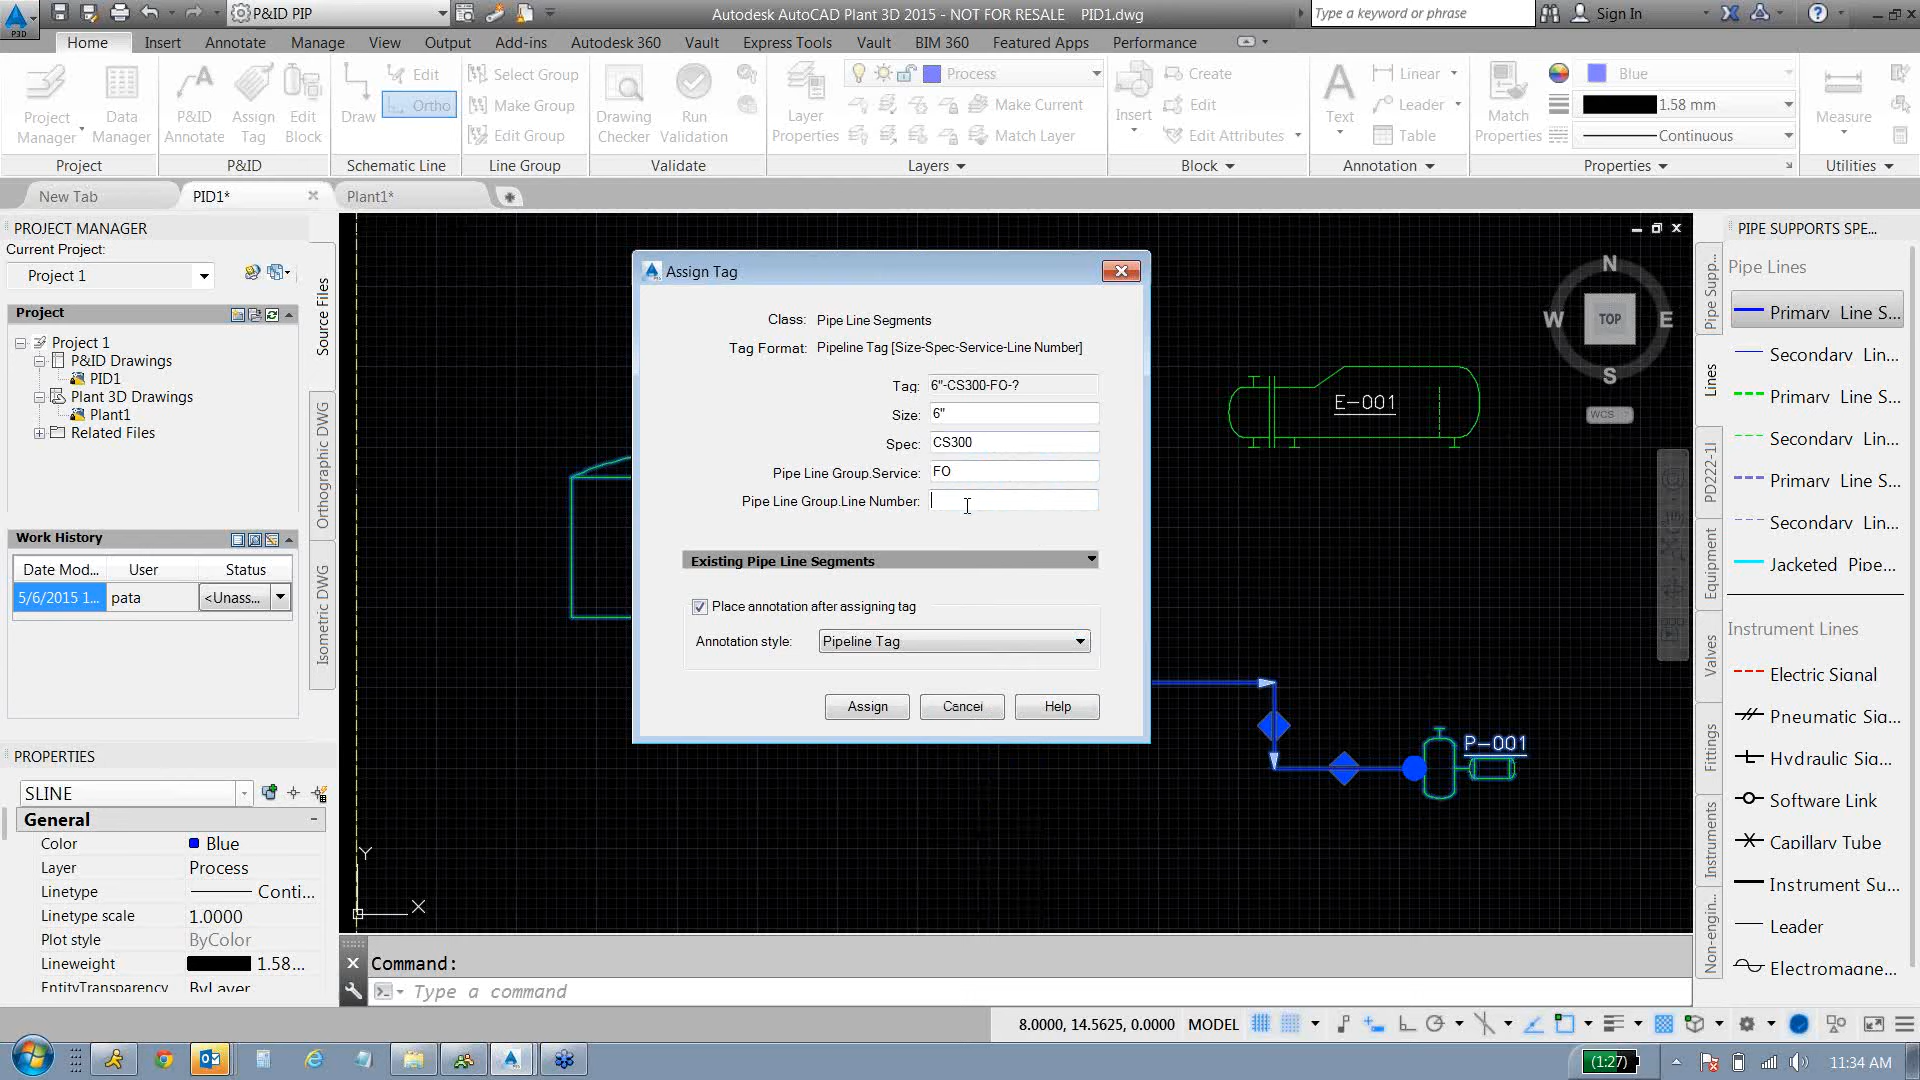 P3D
P&ID PIP
Autodesk AutoCAD Plant 3D 2015 - NOT FOR RESALE PID1.dwg
Type a keyword or phrase
Sign In
Home Insert Annotate Manage View Output Add-ins Autodesk 360 Vault Express Tools Vault BIM 360 Featured Apps Performance
Project Manager
Data Manager
P&ID Annotate
Assign Tag
Edit Block
Draw
Edit
Ortho
Select Group
Make Group
Edit Group
Drawing Checker
Run Validation
Layer Properties
Process
Make Current
Match Layer
Insert
Create
Edit
Edit Attributes
Text
Linear
Leader
Table
Match Properties
Blue
1.58 mm
Continuous
Measure
Project P&ID Schematic Line Line Group Validate Layers Block Annotation Properties Utilities
New Tab PID1* Plant1*
PROJECT MANAGER
Current Project:
Project 1
Project
Project 1
P&ID Drawings
PID1
Plant 3D Drawings
Plant1
Related Files
Source Files
Orthographic DWG
Isometric DWG
Work History
Date Mod... User Status
5/6/2015 1... pata <Unass...
PROPERTIES
SLINE
General
Color Blue
Layer Process
Linetype Conti...
Linetype scale 1.0000
Plot style ByColor
Lineweight 1.58...
EntityTransparency ByLayer
Assign Tag
Class: Pipe Line Segments
Tag Format: Pipeline Tag [Size-Spec-Service-Line Number]
Tag: 6"-CS300-FO-?
Size: 6"
Spec: CS300
Pipe Line Group.Service: FO
Pipe Line Group.Line Number:
Existing Pipe Line Segments
Place annotation after assigning tag
Annotation style: Pipeline Tag
Assign Cancel Help
E-001
P-001
N
W TOP E
S
WCS
Y
X
Command:
Type a command
PIPE SUPPORTS SPE...
Pipe Lines
Primary Line S...
Secondary Lin...
Primary Line S...
Secondary Lin...
Primary Line S...
Secondary Lin...
Jacketed Pipe...
Instrument Lines
Electric Signal
Pneumatic Sig...
Hydraulic Sig...
Software Link
Capillary Tube
Instrument Su...
Leader
Electromagne...
Pipe Supp...
Lines
Equipment
Valves
Fittings
Instruments
Non-engin...
8.0000, 14.5625, 0.0000 MODEL
(1:27)
11:34 AM